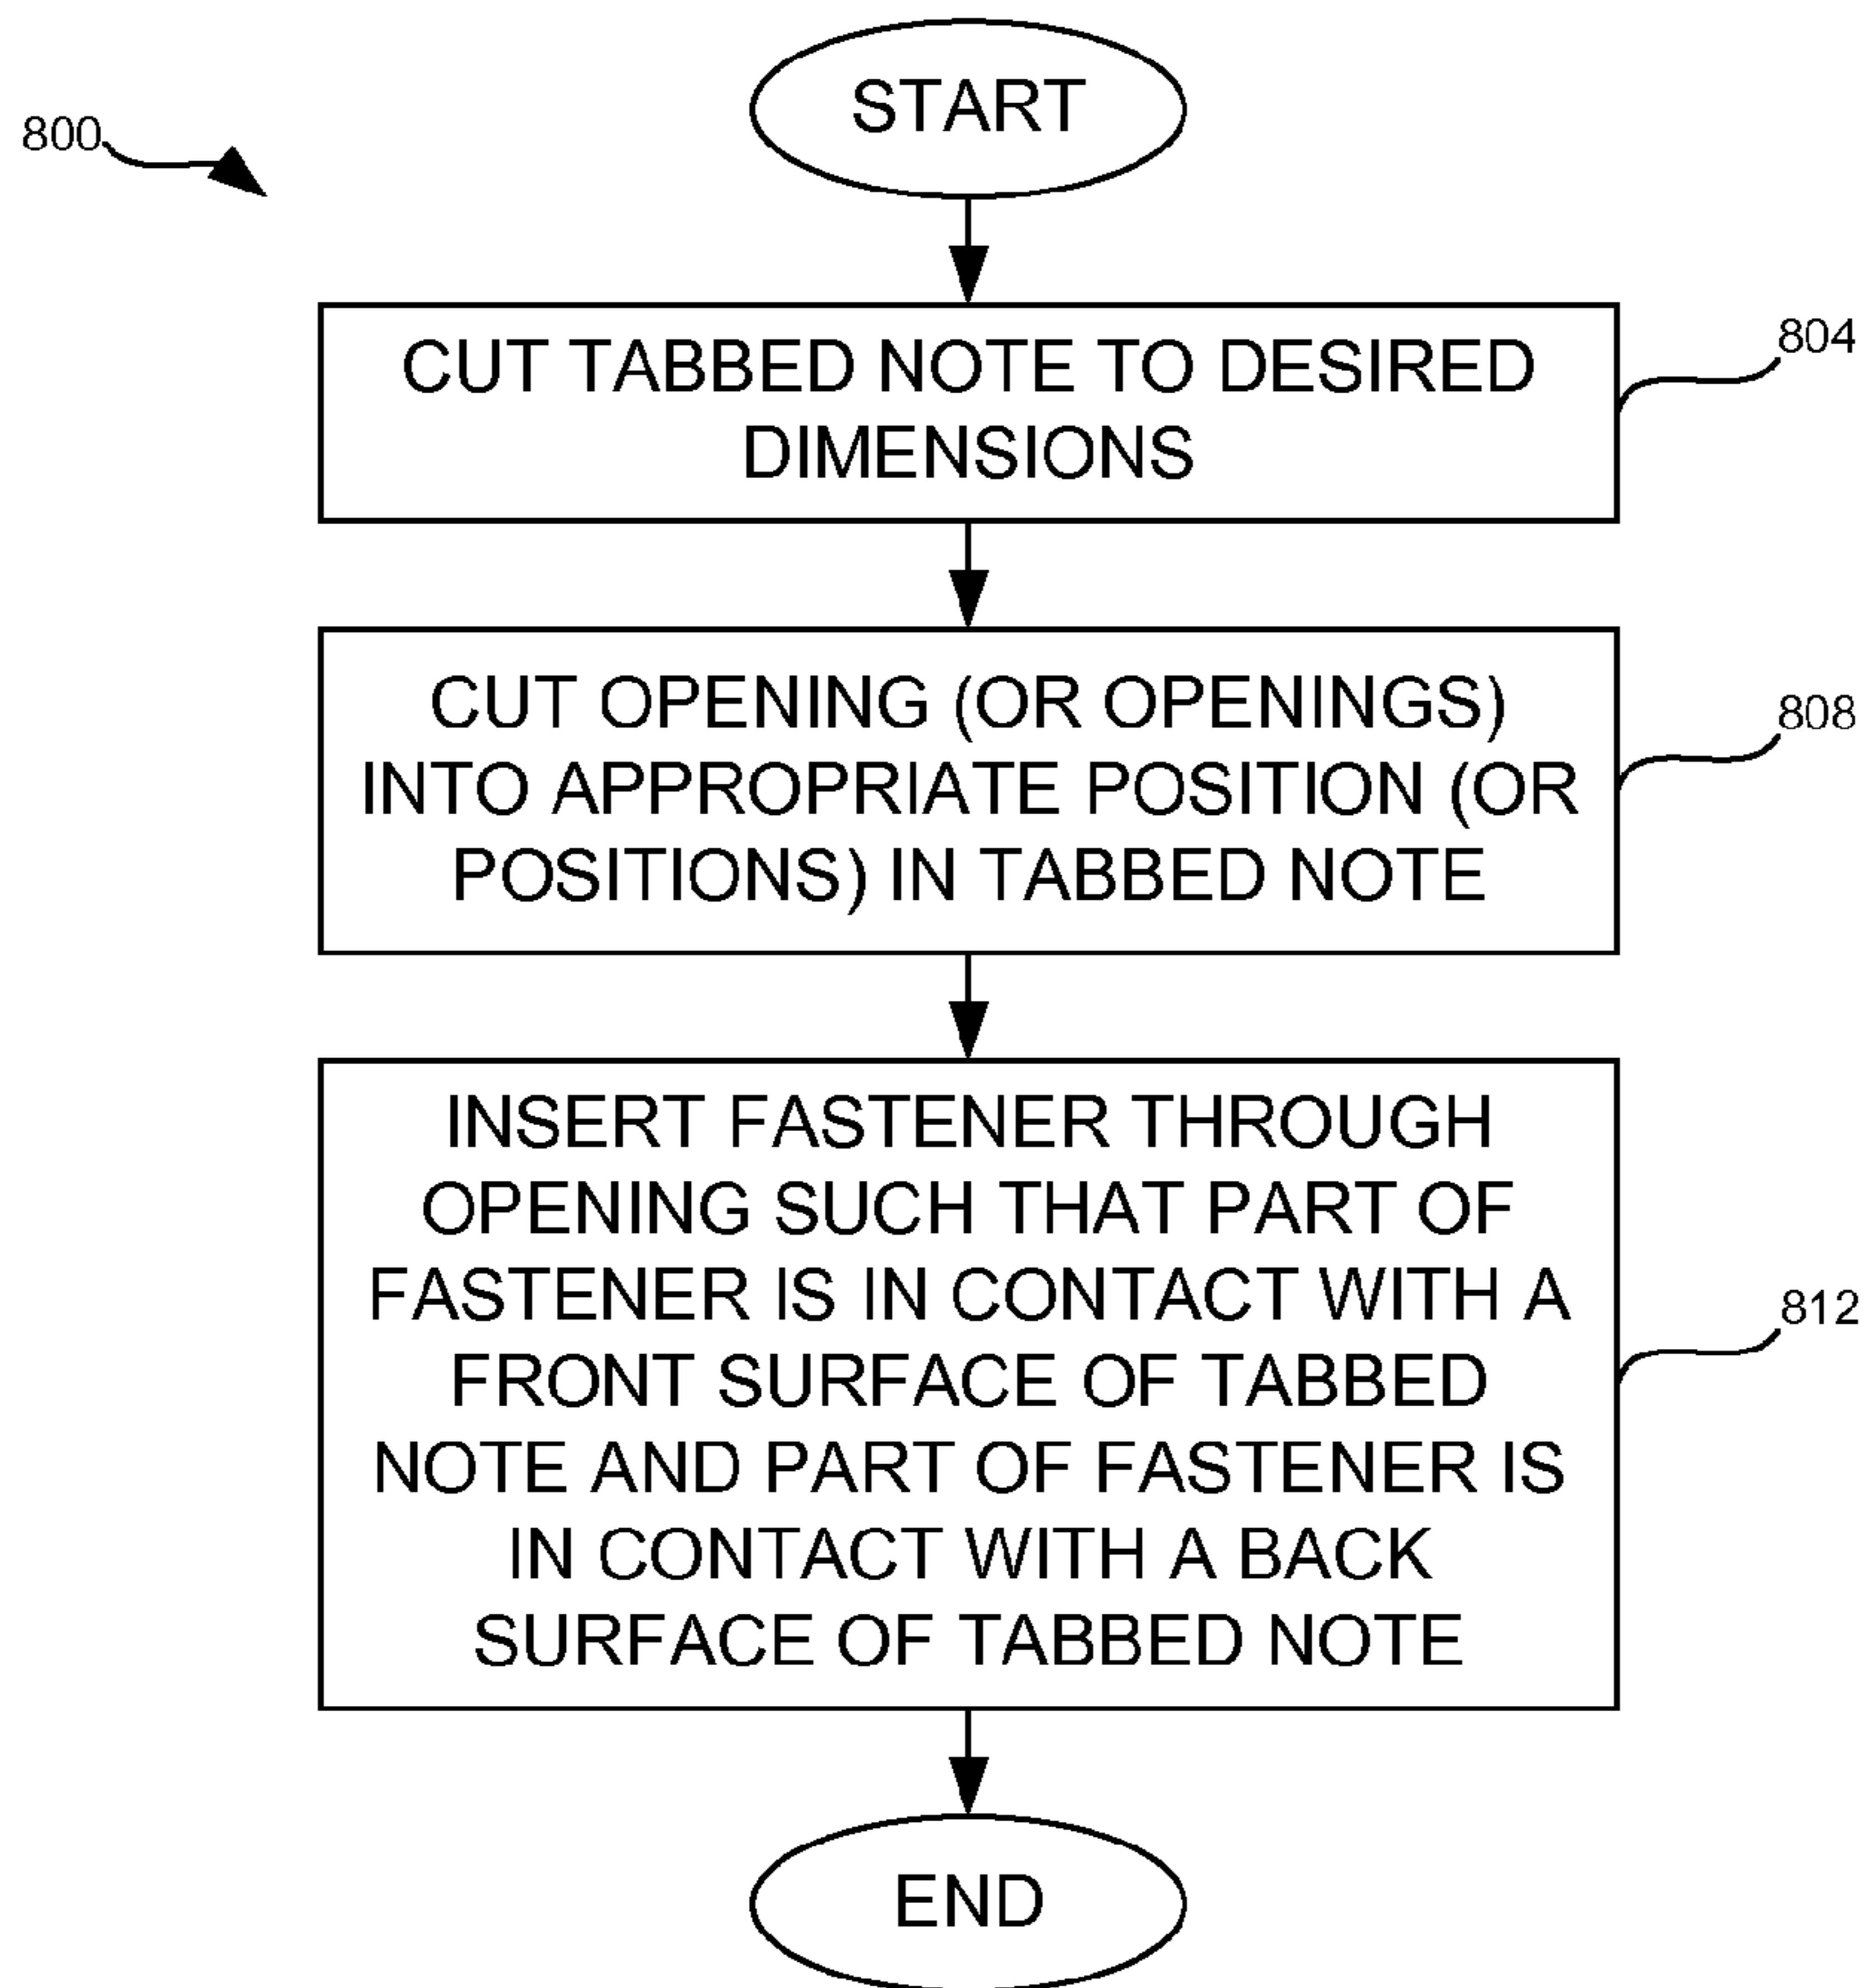 START
800
CUT TABBED NOTE TO DESIRED
DIMENSIONS
804
CUT OPENING (OR OPENINGS)
INTO APPROPRIATE POSITION (OR
POSITIONS) IN TABBED NOTE
808
INSERT FASTENER THROUGH
OPENING SUCH THAT PART OF
FASTENER IS IN CONTACT WITH A
FRONT SURFACE OF TABBED
NOTE AND PART OF FASTENER IS
IN CONTACT WITH A BACK
SURFACE OF TABBED NOTE
812
END